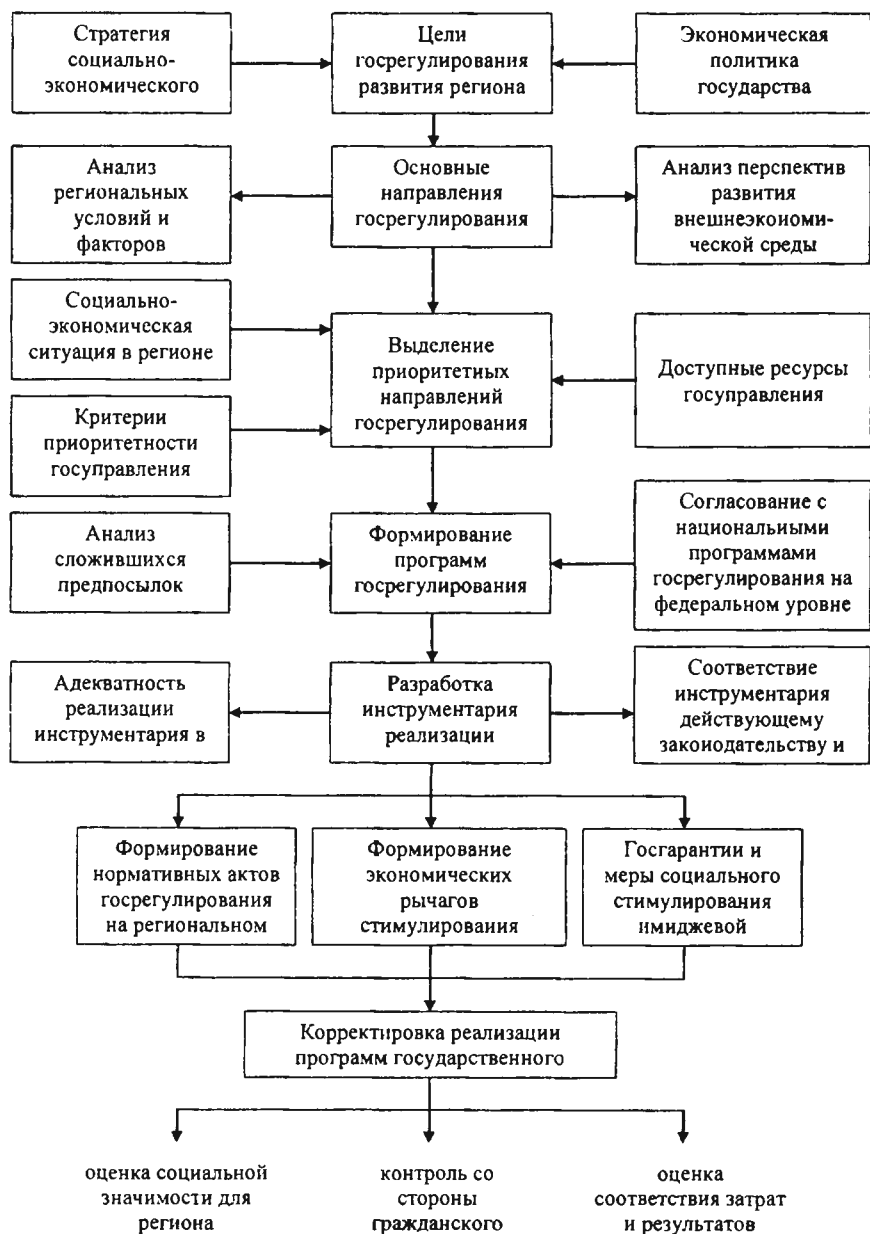 Стратегия
социально-
экономического
Цели
госрегулирования
развития региона
Экономическая
политика
государства
Анализ
региональных
условий и
факторов
Основные
направления
госрегулирования
Анализ перспектив
развития
внешнеэкоиоми-
ческой среды
Социально-
экономическая
ситуация в регионе
Выделение
приоритетных
направлений
госрегулирования
Доступные ресурсы
госуправления
Критерии
приоритетности
госуправления
Анализ
сложившихся
предпосылок
Формирование
программ
госрегулирования
Согласование с
национальиыми
программами
госрегулирования на
федеральном уровне
Адекватность
реализации
инструментария в
Разработка
инструментария
реализации
Соответствие
инструментария
действующему
закоиодательству и
Формирование
нормативных актов
госрегулирования
на региональном
Формирование
экономических
рычагов
стимулирования
Госгарантии и
меры социального
стимулирования
имиджевой
Корректировка реализации
программ государственного
оценка социальной
значимости для
региона
контроль со
стороны
гражданского
оценка
соответствия затрат
и результатов